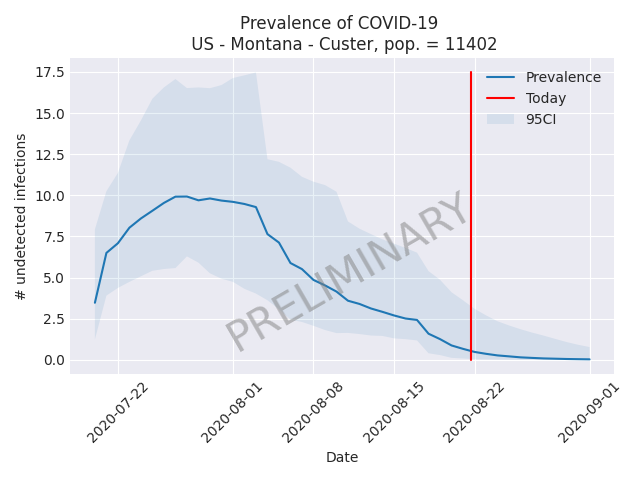 Prevalence of COVID-19
US - Montana - Custer, pop. = 11402
# undetected infections
17.5
15.0
12.5
10.0
7.5
5.0
2.5
0.0
Prevalence
Today
95CI
PRELIMINARY
2020-07-22
2020-08-01
2020-08-08
2020-08-15
2020-08-22
2020-09-01
Date